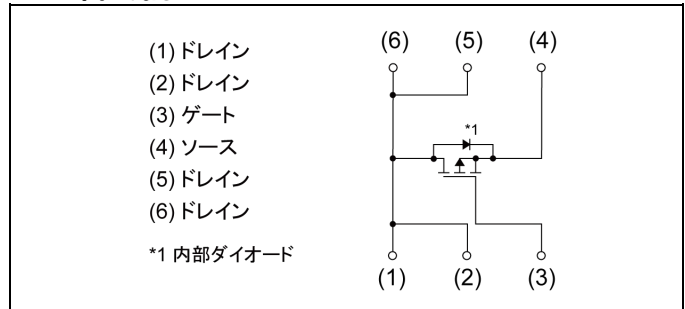 (1) ドレイン
(2) ドレイン
(3) ゲート
(4) ソース
(5) ドレイン
(6) ドレイン
*1 内部ダイオード
(6) (5) (4)
*1
(1) (2) (3)